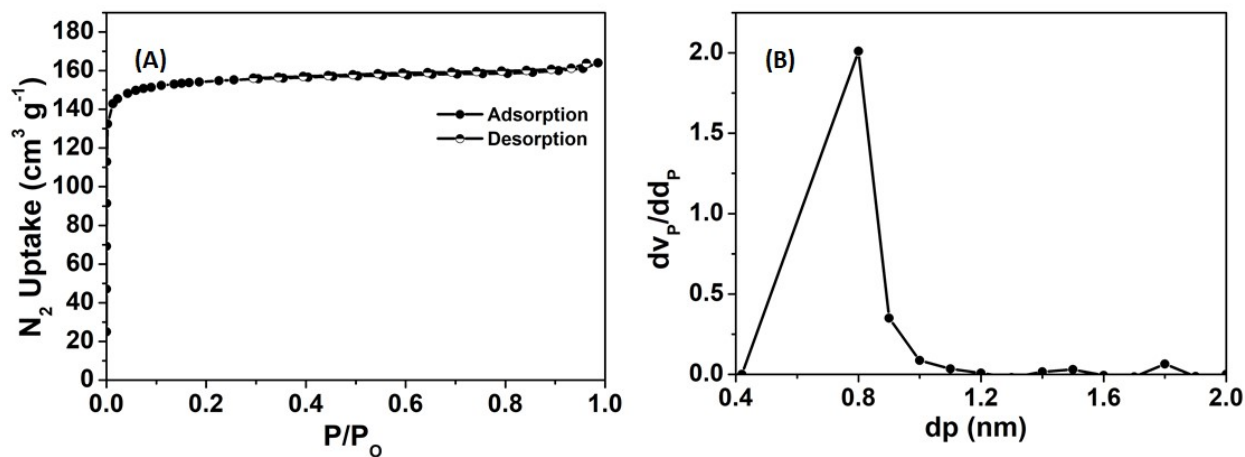 (A)
N2 Uptake (cm3 g-1)
180
160
140
120
100
80
60
40
20
0
Adsorption
Desorption
0.0 0.2 0.4 0.6 0.8 1.0
P/PO
(B)
dvP/ddP
2.0
1.5
1.0
0.5
0.0
0.4 0.8 1.2 1.6 2.0
dp (nm)